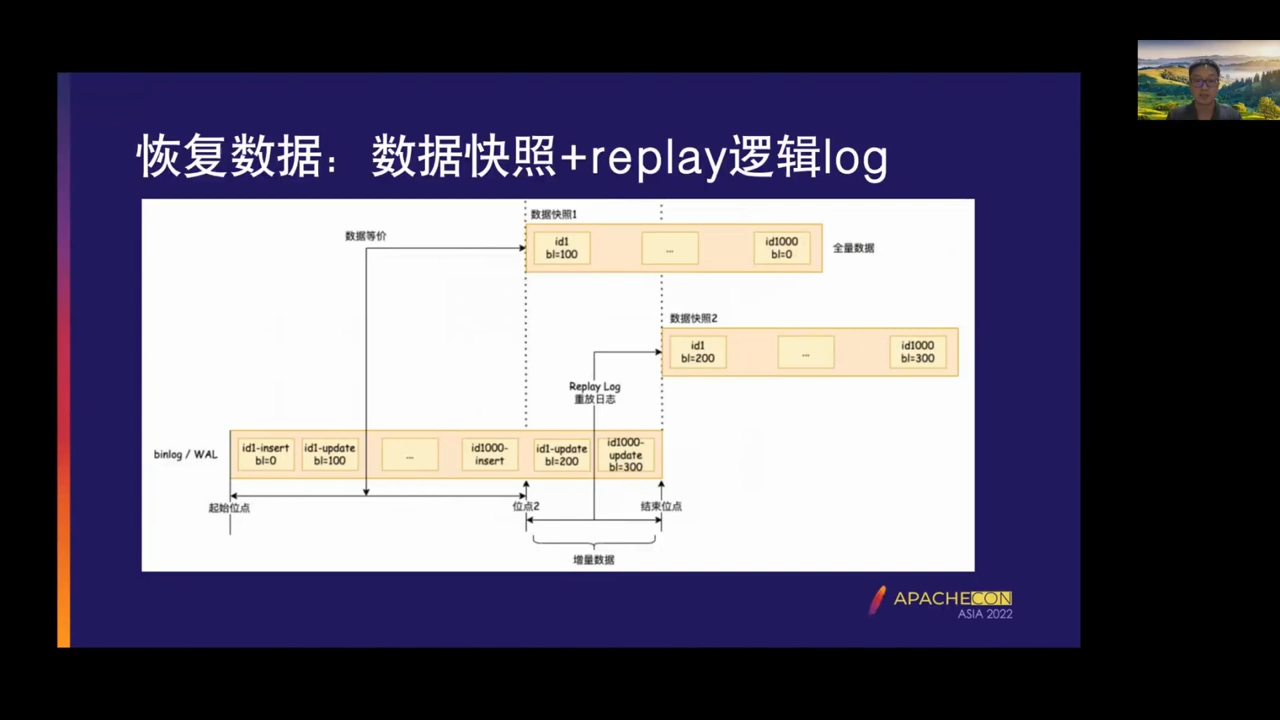 恢复数据：数据快照+replay逻辑log
数据快照1
数据等价
id1
bl=100
...
id1000
bl=0
全量数据
数据快照2
id1
bl=200
...
id1000
bl=300
Replay Log
重放日志
binlog / WAL
id1-insert
bl=0
id1-update
bl=100
...
id1000-
insert
id1-update
bl=200
id1000-
update
bl=300
起始位点
位点2
结束位点
增量数据
APACHECON
ASIA 2022